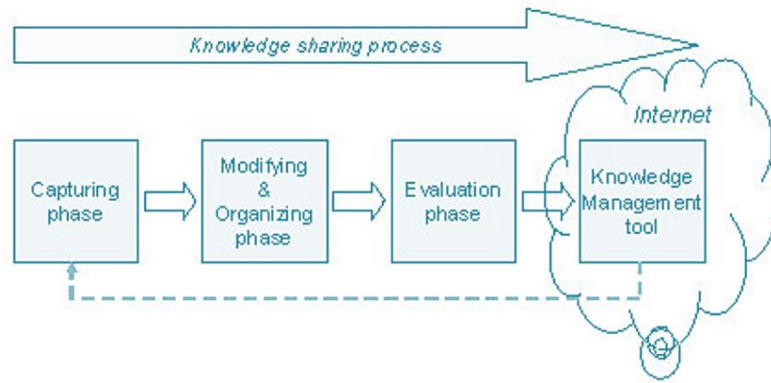 Knowledge sharing process
Internet
Capturing
phase
Modifying
&
Organizing
phase
Evaluation
phase
Knowledge
Management
tool